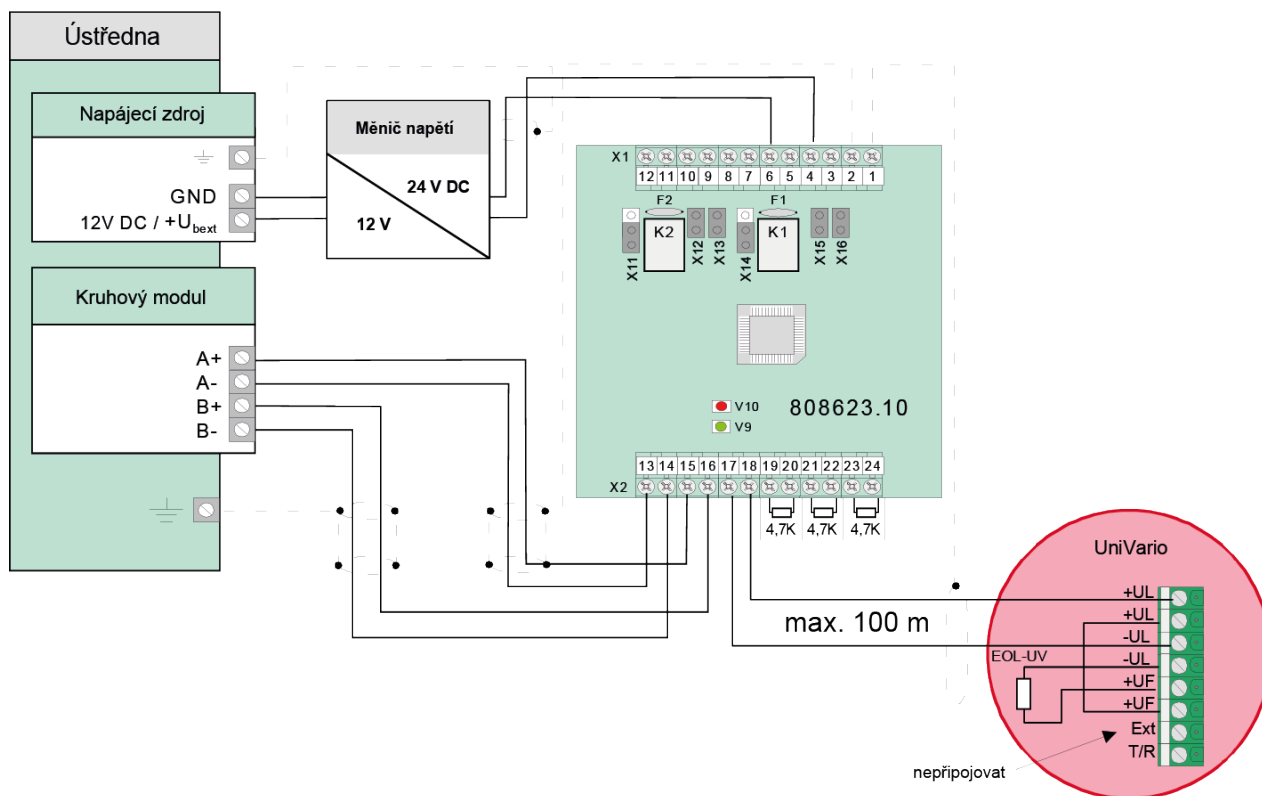 Ústředna
Napájecí zdroj
GND
12V DC / +Ubext
Měnič napětí
24 V DC
12 V
Kruhový modul
A+
A-
B+
B-
X1
12 11 10 9 8 7 6 5 4 3 2 1
F2 F1
K2 K1
X11 X12 X13 X14 X15 X16
V10
V9
808623.10
13 14 15 16 17 18 19 20 21 22 23 24
X2
4,7K 4,7K 4,7K
max. 100 m
UniVario
+UL
+UL
-UL
-UL
+UF
+UF
Ext
T/R
EOL-UV
nepřipojovat